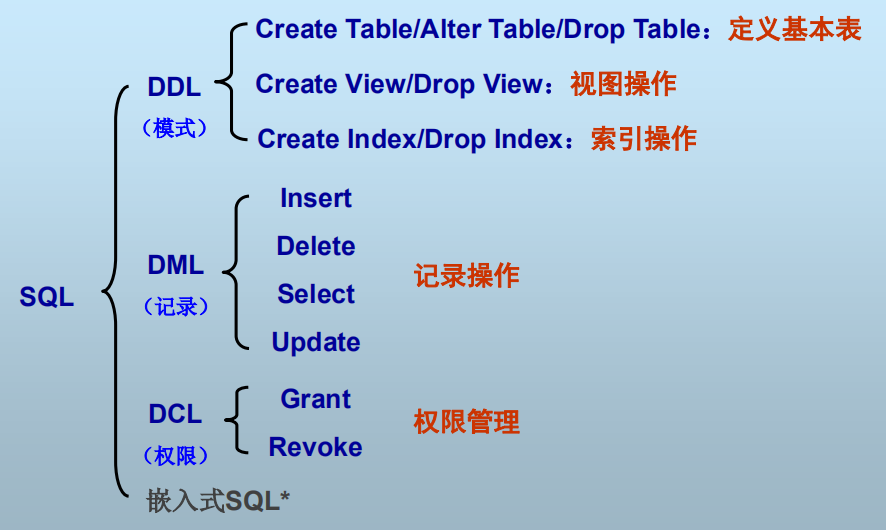 Create Table/Alter Table/Drop Table：定义基本表
DDL
（模式）
Create View/Drop View：视图操作
Create Index/Drop Index：索引操作
SQL
DML
（记录）
Insert
Delete
Select
Update
记录操作
DCL
（权限）
Grant
Revoke
权限管理
嵌入式SQL*